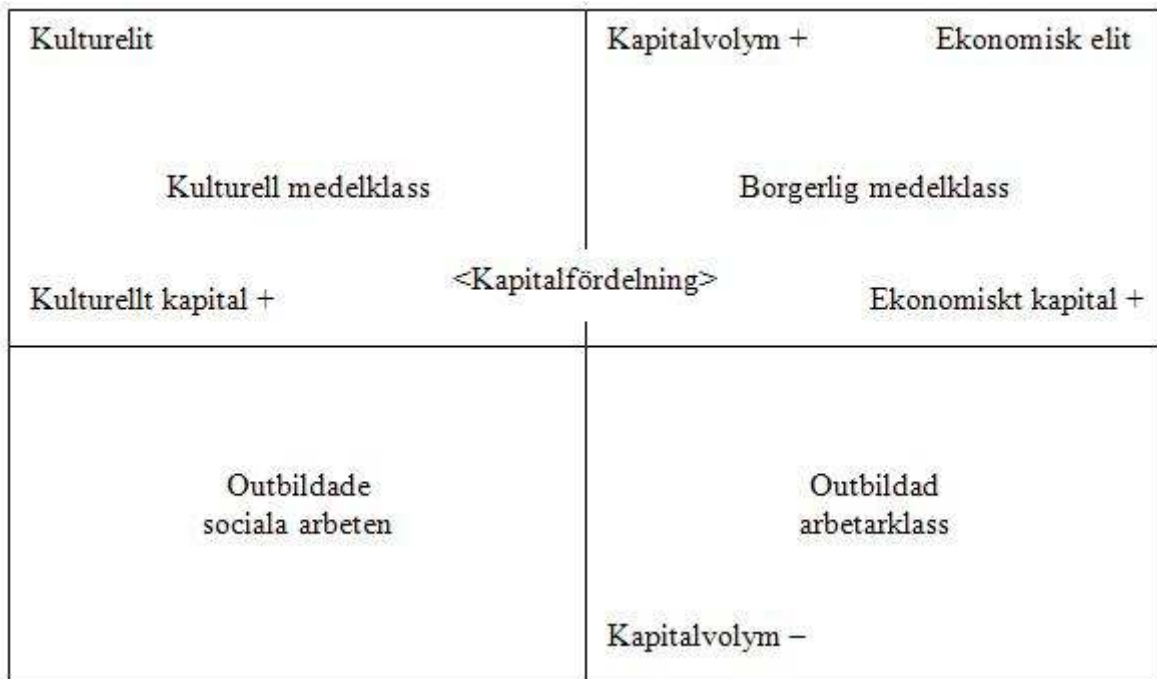 Kulturelit
Kapitalvolym + Ekonomisk elit
Kulturell medelklass
Borgerlig medelklass
<Kapitalfördelning>
Kulturellt kapital +
Ekonomiskt kapital +
Outbildade
sociala arbeten
Outbildad
arbetarklass
Kapitalvolym –